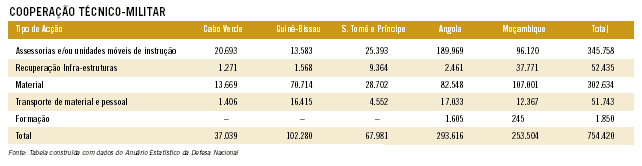 COOPERAÇÃO TÉCNICO-MILITAR
Tipo de Acção Cabo Verde Guiné-Bissau S. Tomé e Príncipe Angola Moçambique Total
Assessorias e/ou unidades móveis de instrução 20.693 13.583 25.393 189.969 96.120 345.758
Recuperação Infra-estruturas 1.271 1.568 9.364 2.461 37.771 52.435
Material 13.669 70.714 28.702 82.548 107.001 302.634
Transporte de material e pessoal 1.406 16.415 4.552 17.033 12.367 51.743
Formação – – – 1.605 245 1.850
Total 37.039 102.280 67.981 293.616 253.504 754.420
Fonte: Tabela construída com dados do Anuário Estatístico da Defesa Nacional